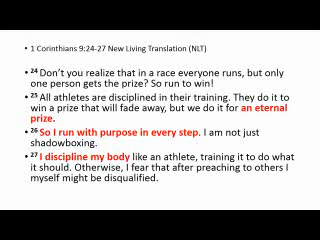 • 1 Corinthians 9:24-27 New Living Translation (NLT)
• 24 Don't you realize that in a race everyone runs, but only
one person gets the prize? So run to win!
• 25 All athletes are disciplined in their training. They do it to
win a prize that will fade away, but we do it for an eternal
prize.
• 26 So I run with purpose in every step. I am not just
shadowboxing.
• 27 I discipline my body like an athlete, training it to do what
it should. Otherwise, I fear that after preaching to others I
myself might be disqualified.